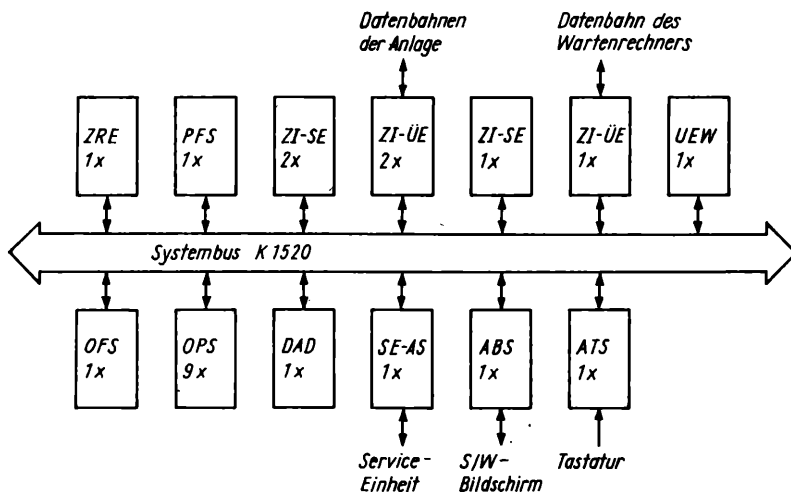 Datenbahnen
der Anlage
Datenbahn des
Wartenrechners
ZRE
1x
PFS
1x
ZI-SE
2x
ZI-ÜE
2x
ZI-SE
1x
ZI-ÜE
1x
UEW
1x
Systembus K 1520
OFS
1x
OPS
9x
DAD
1x
SE-AS
1x
ABS
1x
ATS
1x
Service-
Einheit
S/W-
Bildschirm
Tastatur